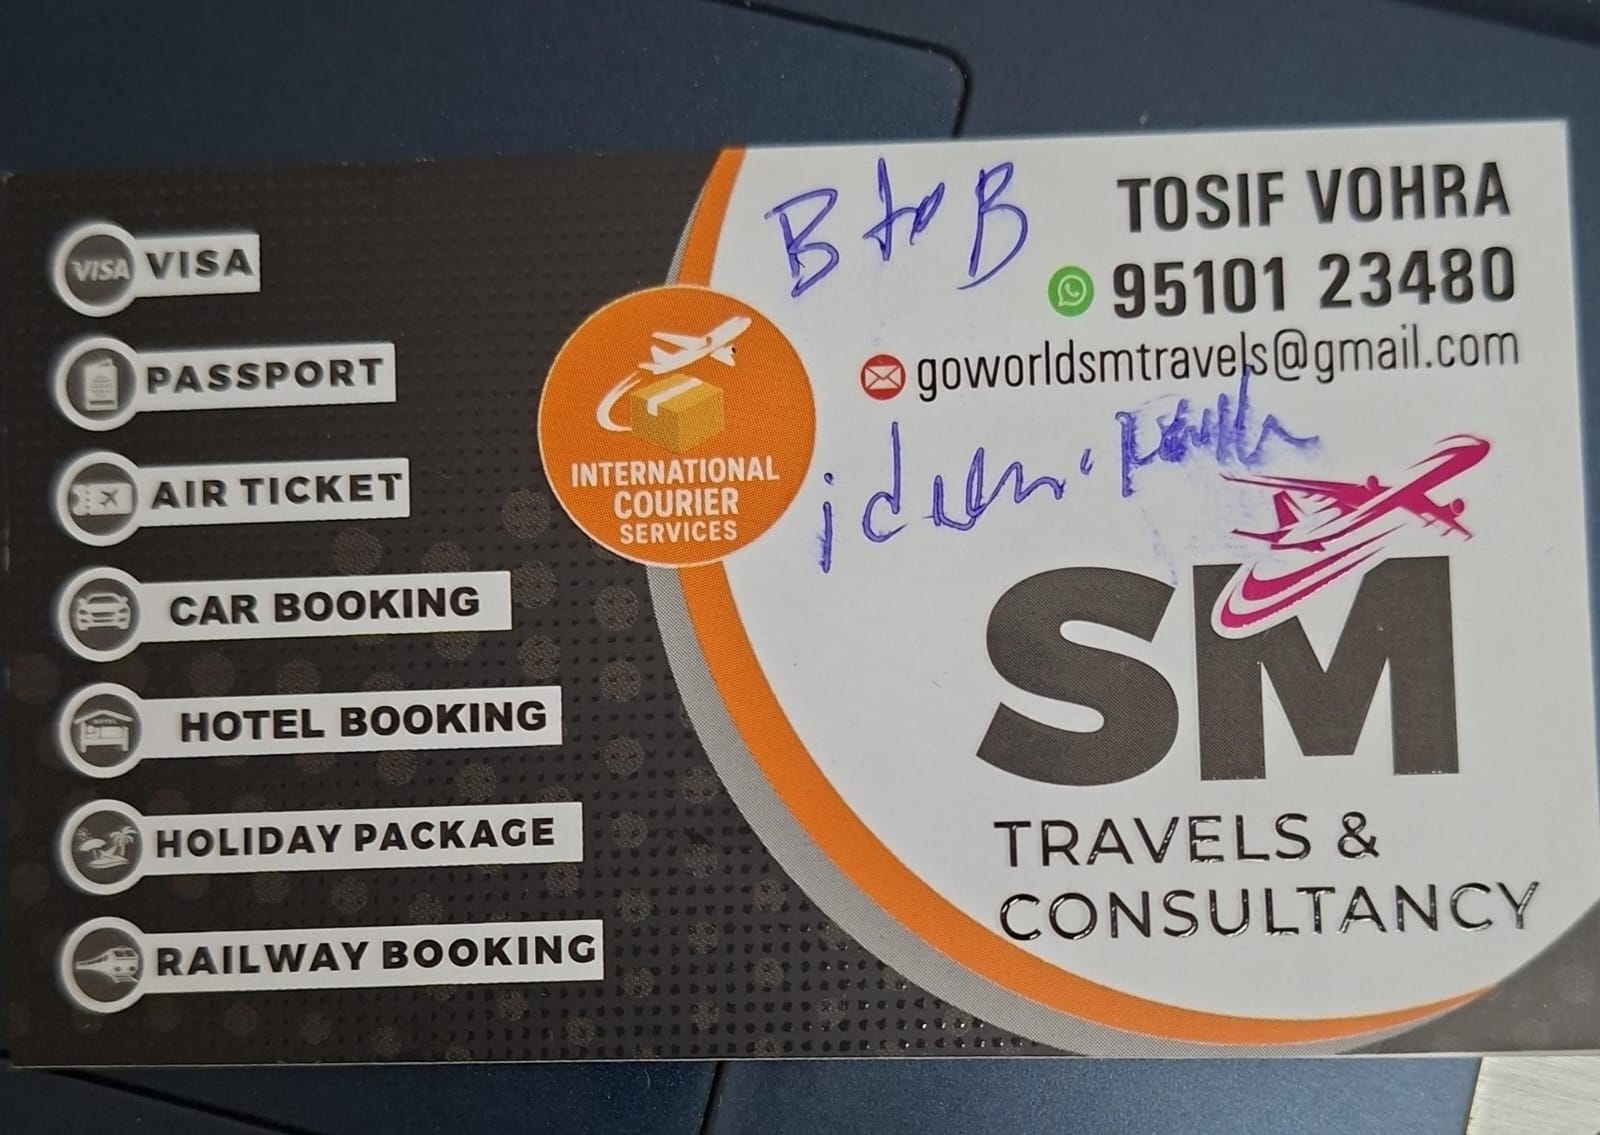 VISA VISA
PASSPORT
AIR TICKET
CAR BOOKING
HOTEL
HOTEL BOOKING
HOLIDAY PACKAGE
RAILWAY BOOKING
INTERNATIONAL
COURIER
SERVICES
B to B
TOSIF VOHRA
95101 23480
goworldsmtravels@gmail.com
SM
TRAVELS &
CONSULTANCY